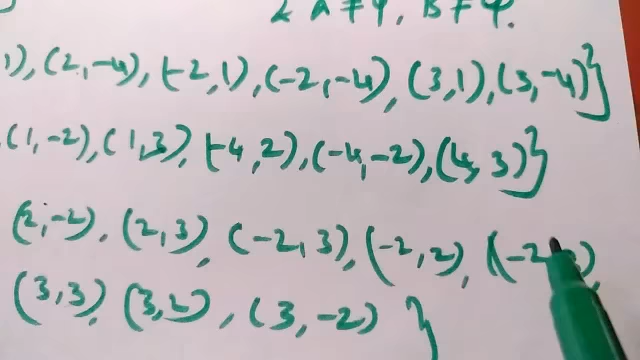 & A ≠ φ, B ≠ φ.
1), (2,-4), (-2,1), (-2,-4), (3,1), (3,-4)}
(1,-2), (1,3), (-4,2), (-4,-2), (4, 3)}
(2,-2), (2,3), (-2,3), (-2,2), (-2
(3,3), (3,2), (3,-2) }